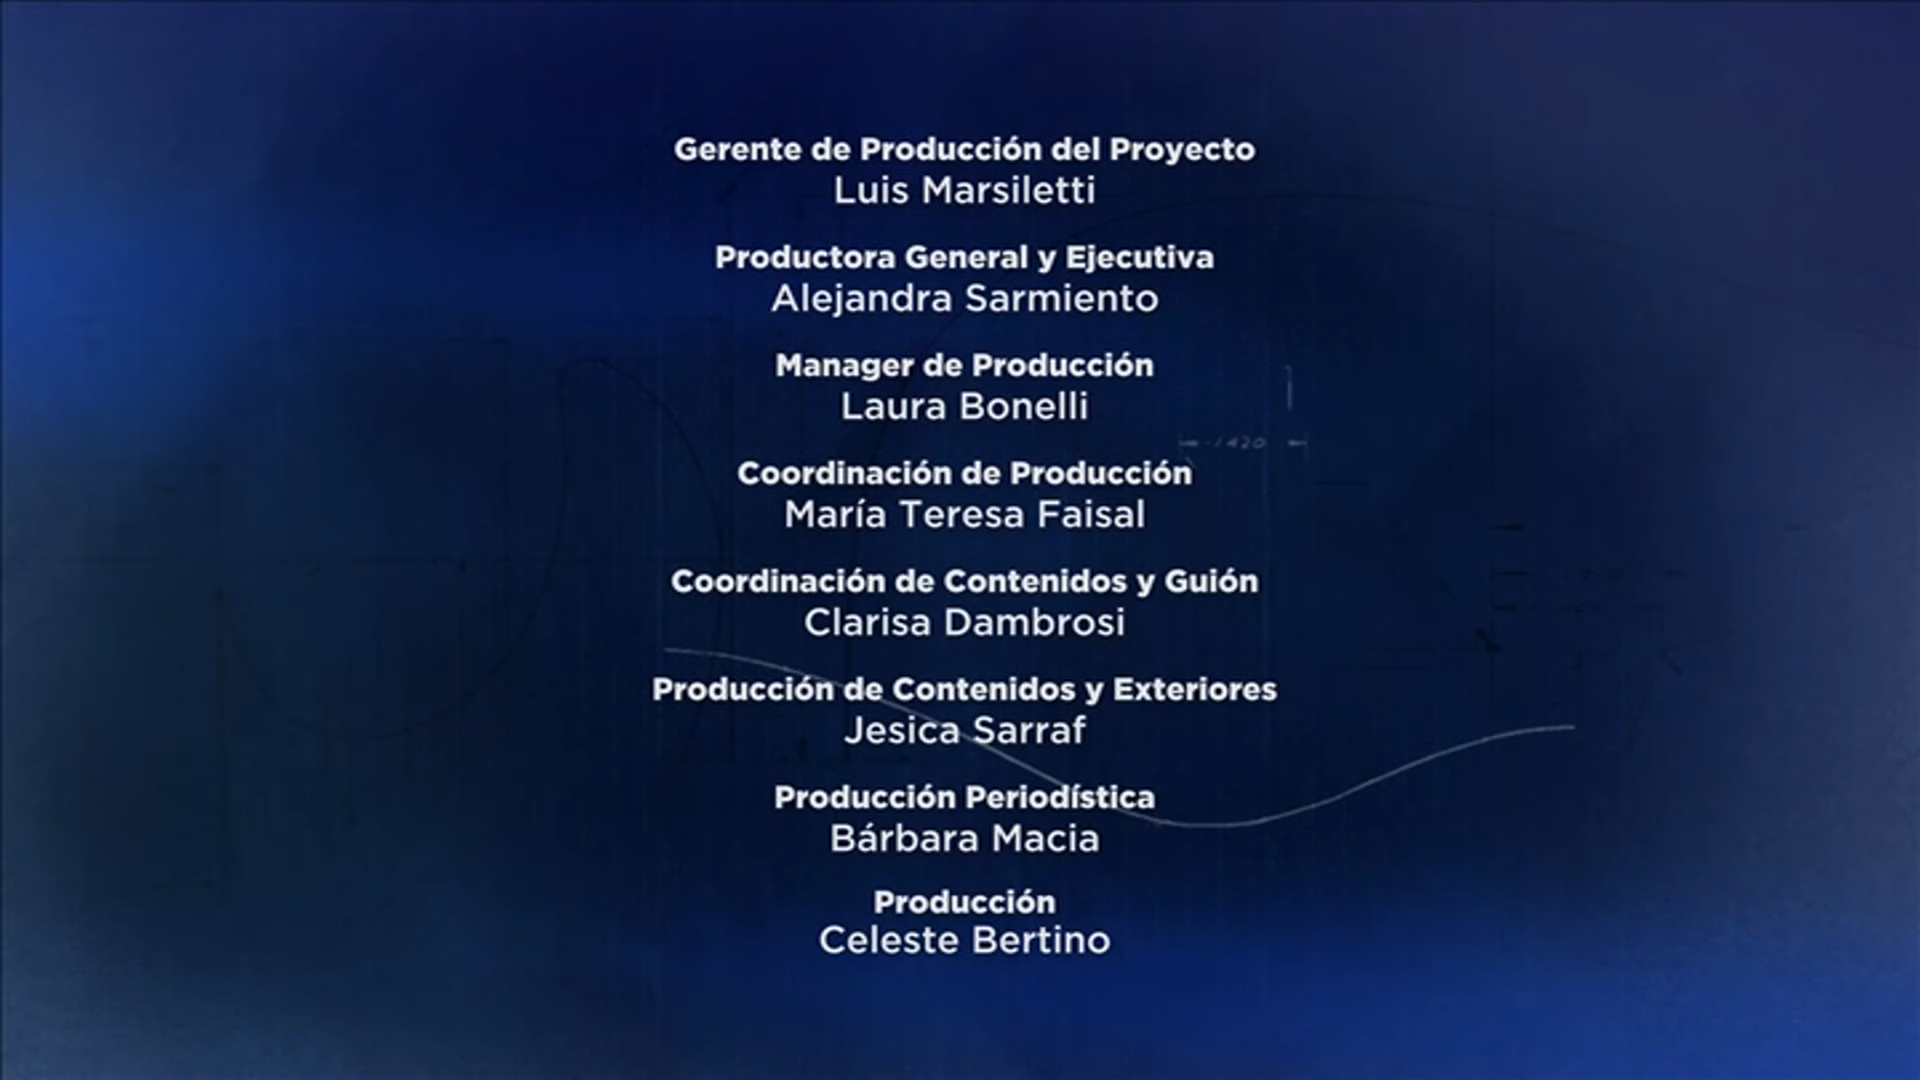 Gerente de Producción del Proyecto
Luis Marsiletti
Productora General y Ejecutiva
Alejandra Sarmiento
Manager de Producción
Laura Bonelli
1420
Coordinación de Producción
María Teresa Faisal
Coordinación de Contenidos y Guión
Clarisa Dambrosi
Producción de Contenidos y Exteriores
Jesica Sarraf
Producción Periodística
Bárbara Macia
Producción
Celeste Bertino